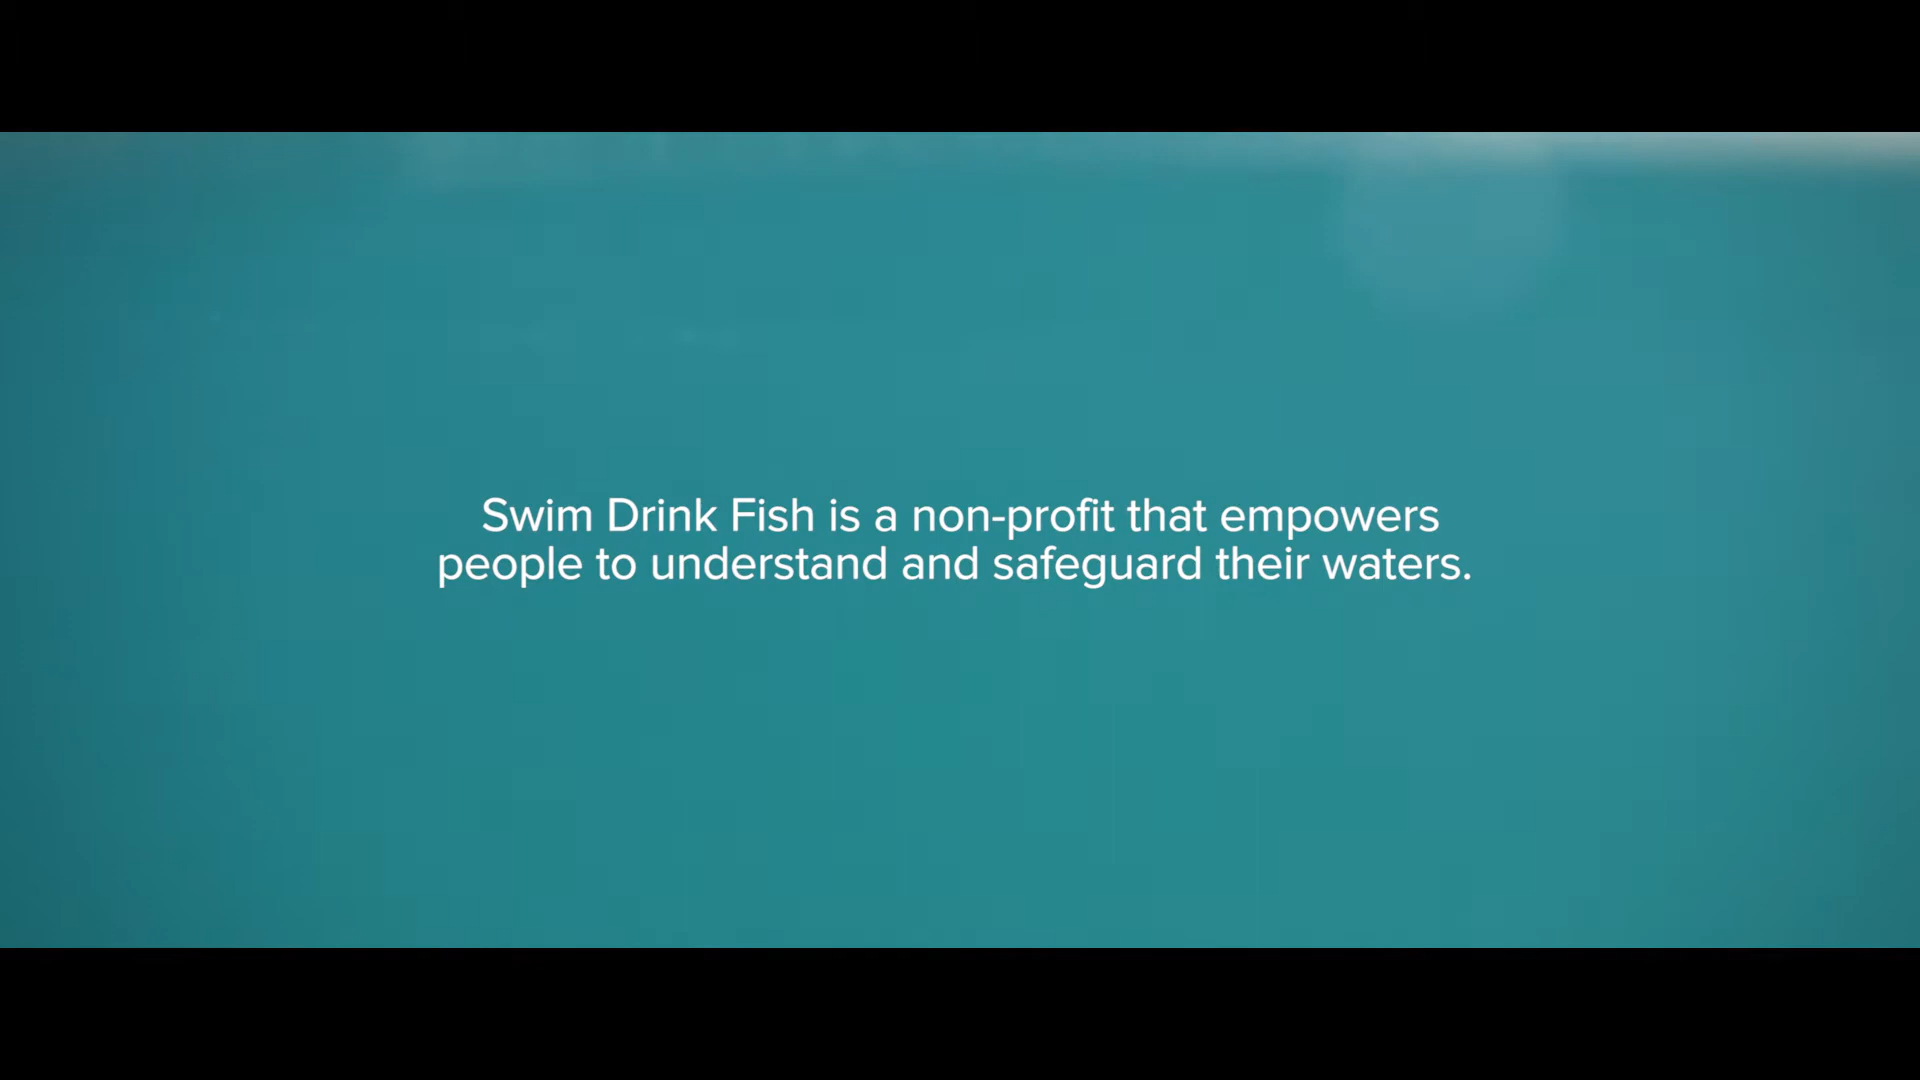 Swim Drink Fish is a non-profit that empowers
people to understand and safeguard their waters.